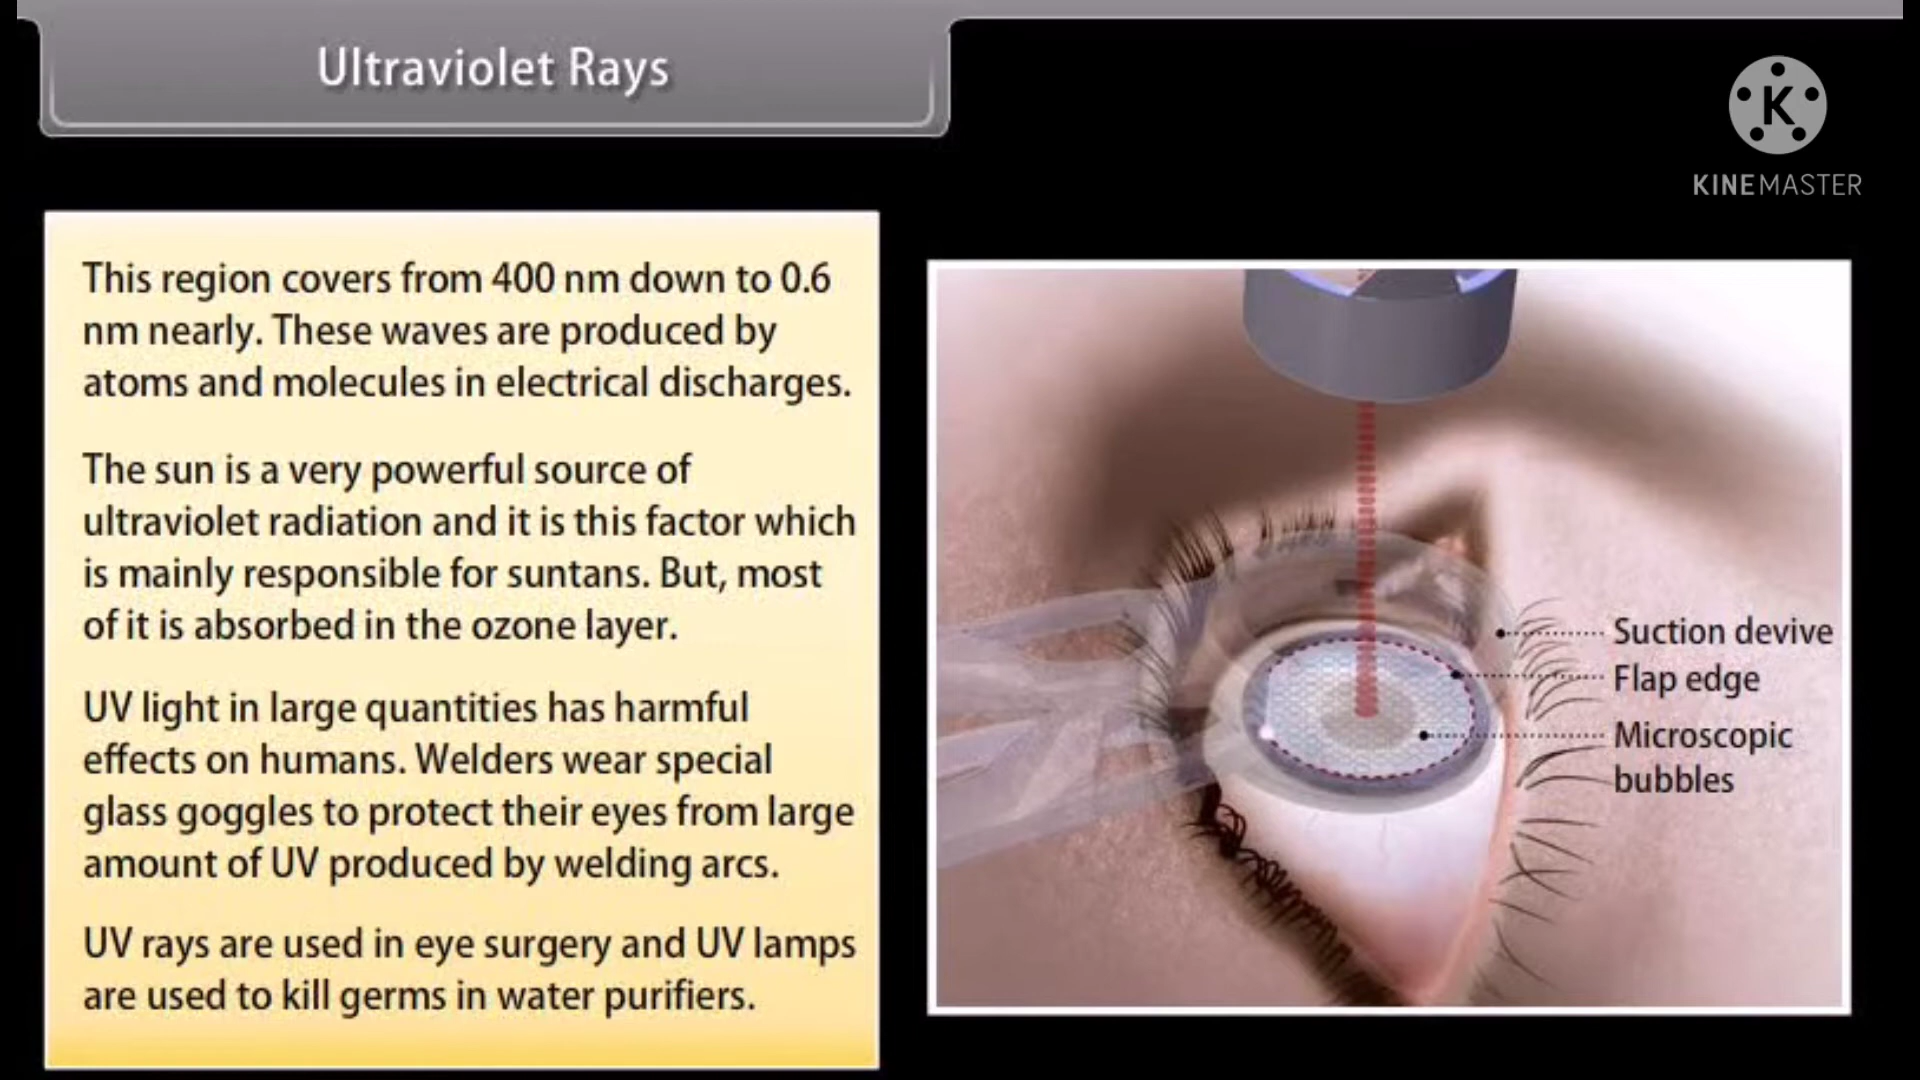 Ultraviolet Rays
K
KINEMASTER
This region covers from 400 nm down to 0.6
nm nearly. These waves are produced by
atoms and molecules in electrical discharges.
The sun is a very powerful source of
ultraviolet radiation and it is this factor which
is mainly responsible for suntans. But, most
of it is absorbed in the ozone layer.
UV light in large quantities has harmful
effects on humans. Welders wear special
glass goggles to protect their eyes from large
amount of UV produced by welding arcs.
UV rays are used in eye surgery and UV lamps
are used to kill germs in water purifiers.
Suction devive
Flap edge
Microscopic
bubbles